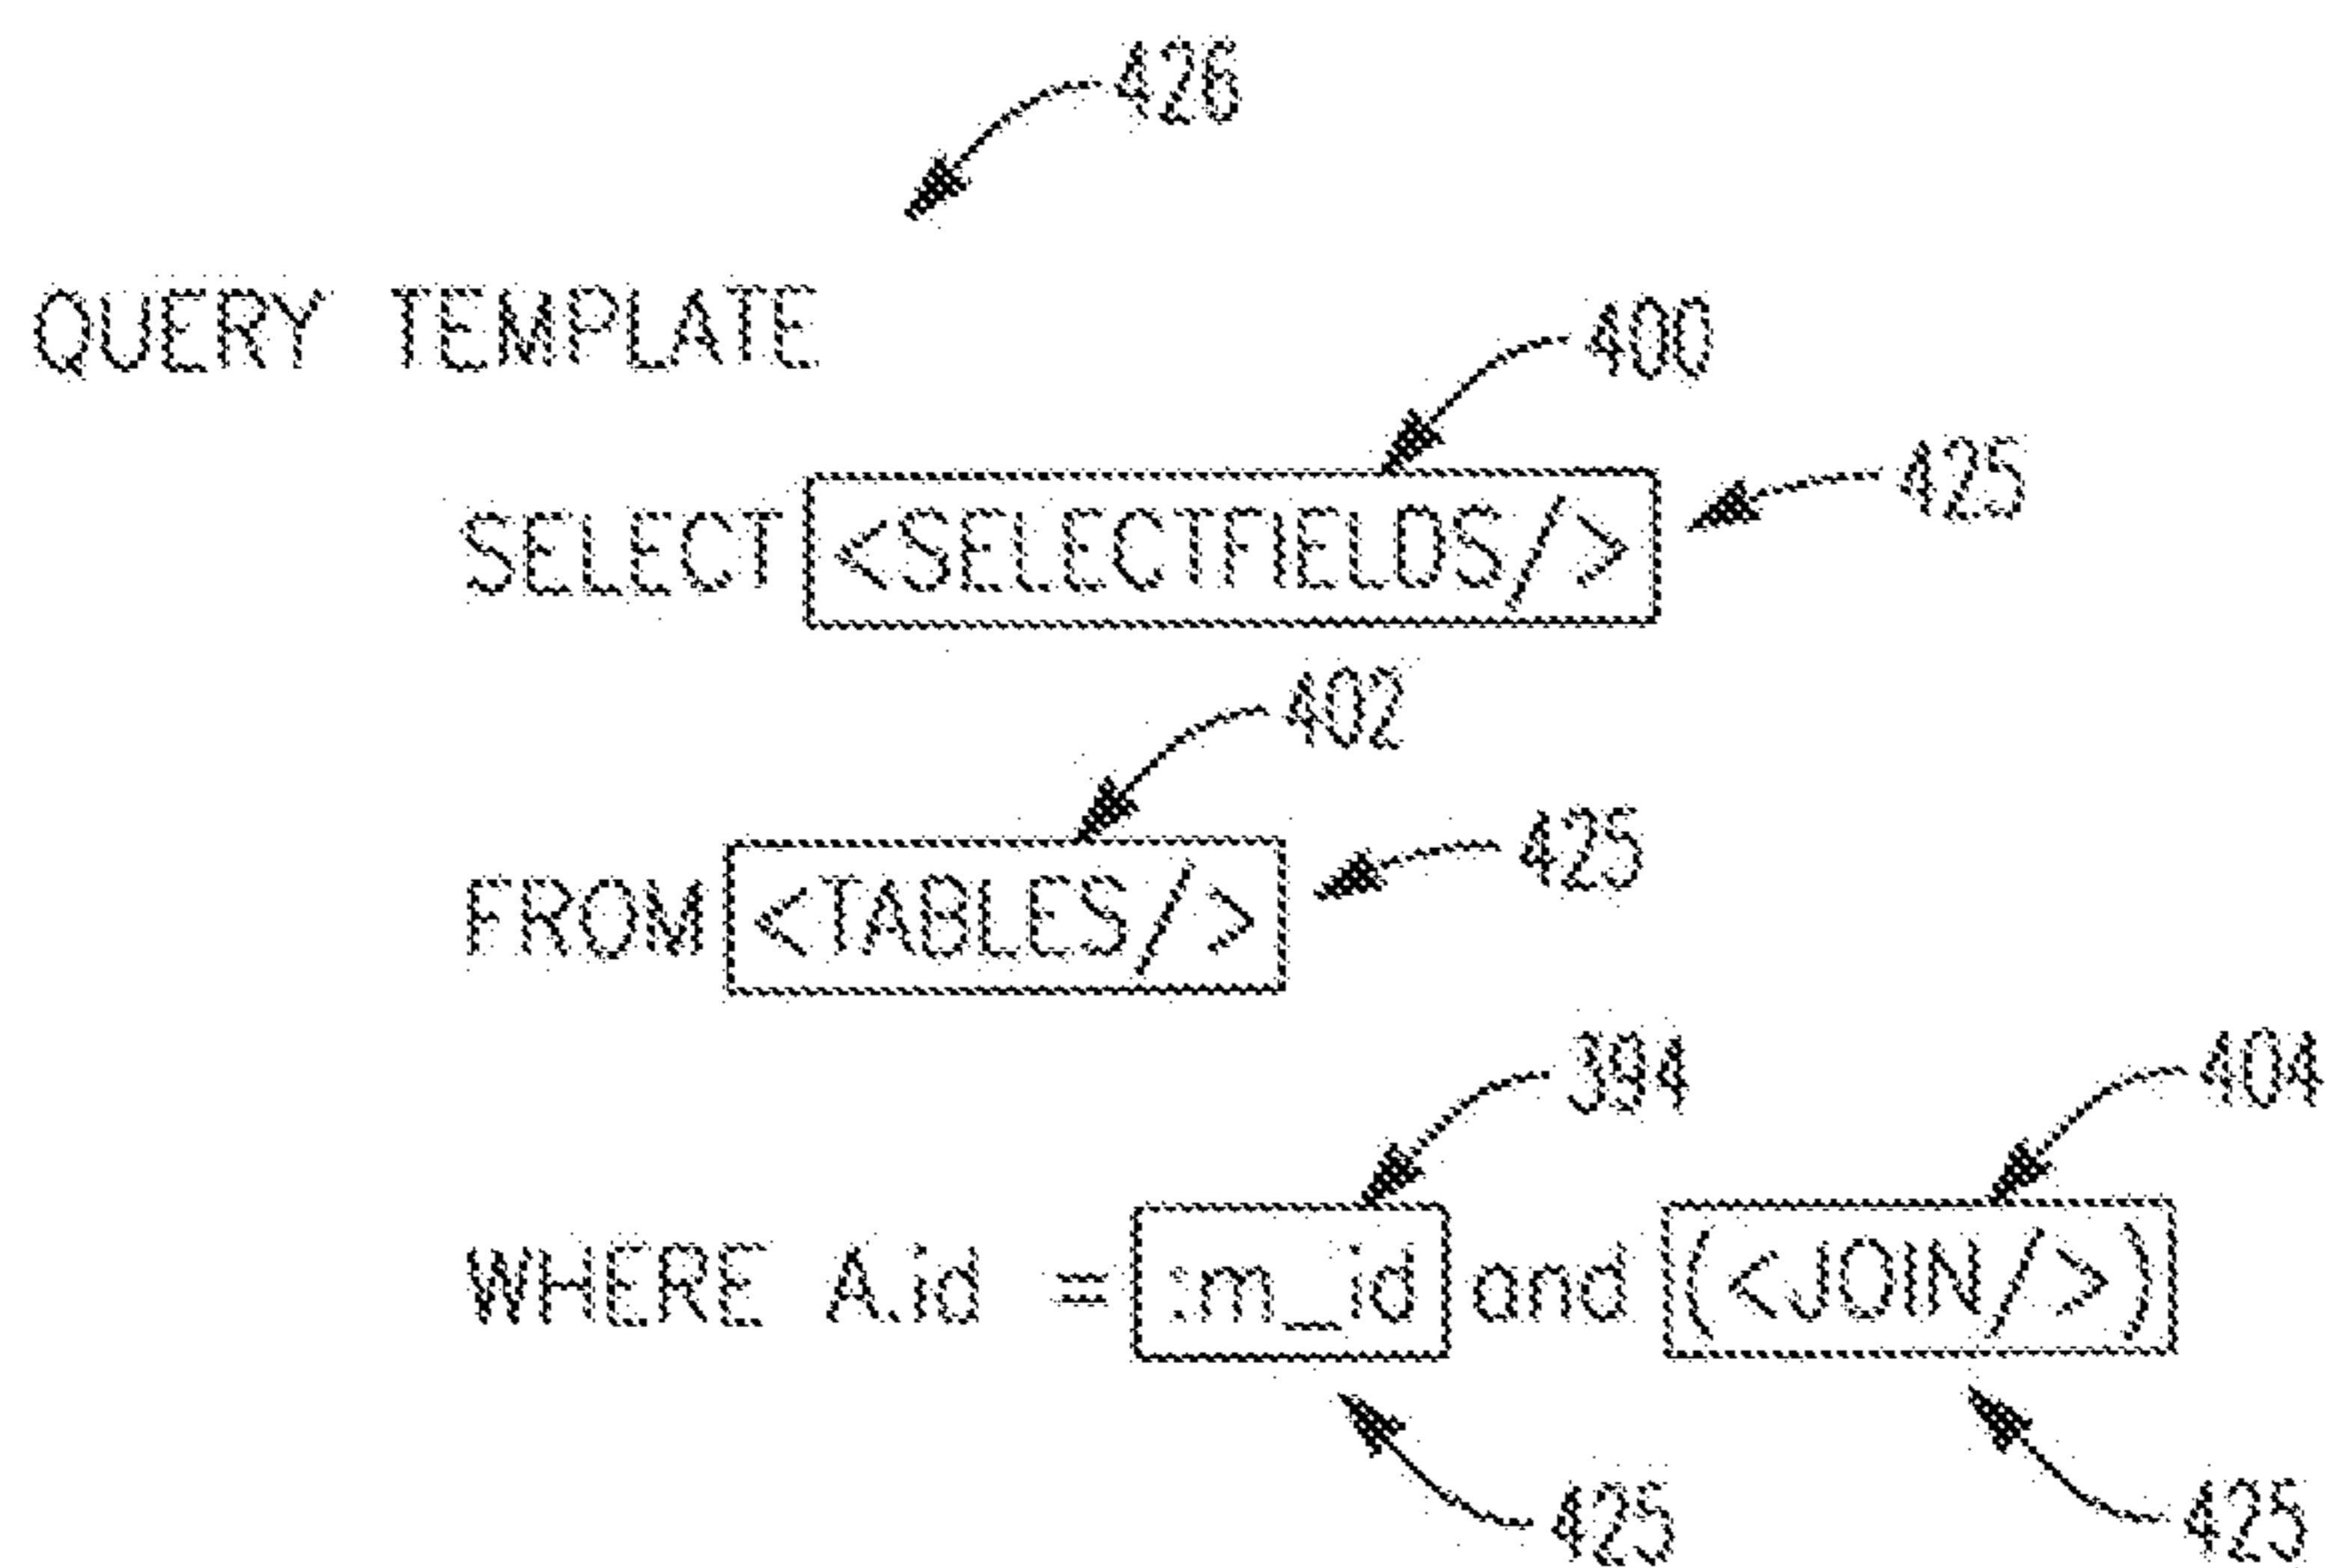 426
QUERY TEMPLATE
400
SELECT <SELECTFIELDS/> 425
402
FROM <TABLES/> 425
394 404
WHERE A.id = :m_id and (<JOIN/>)
425 425